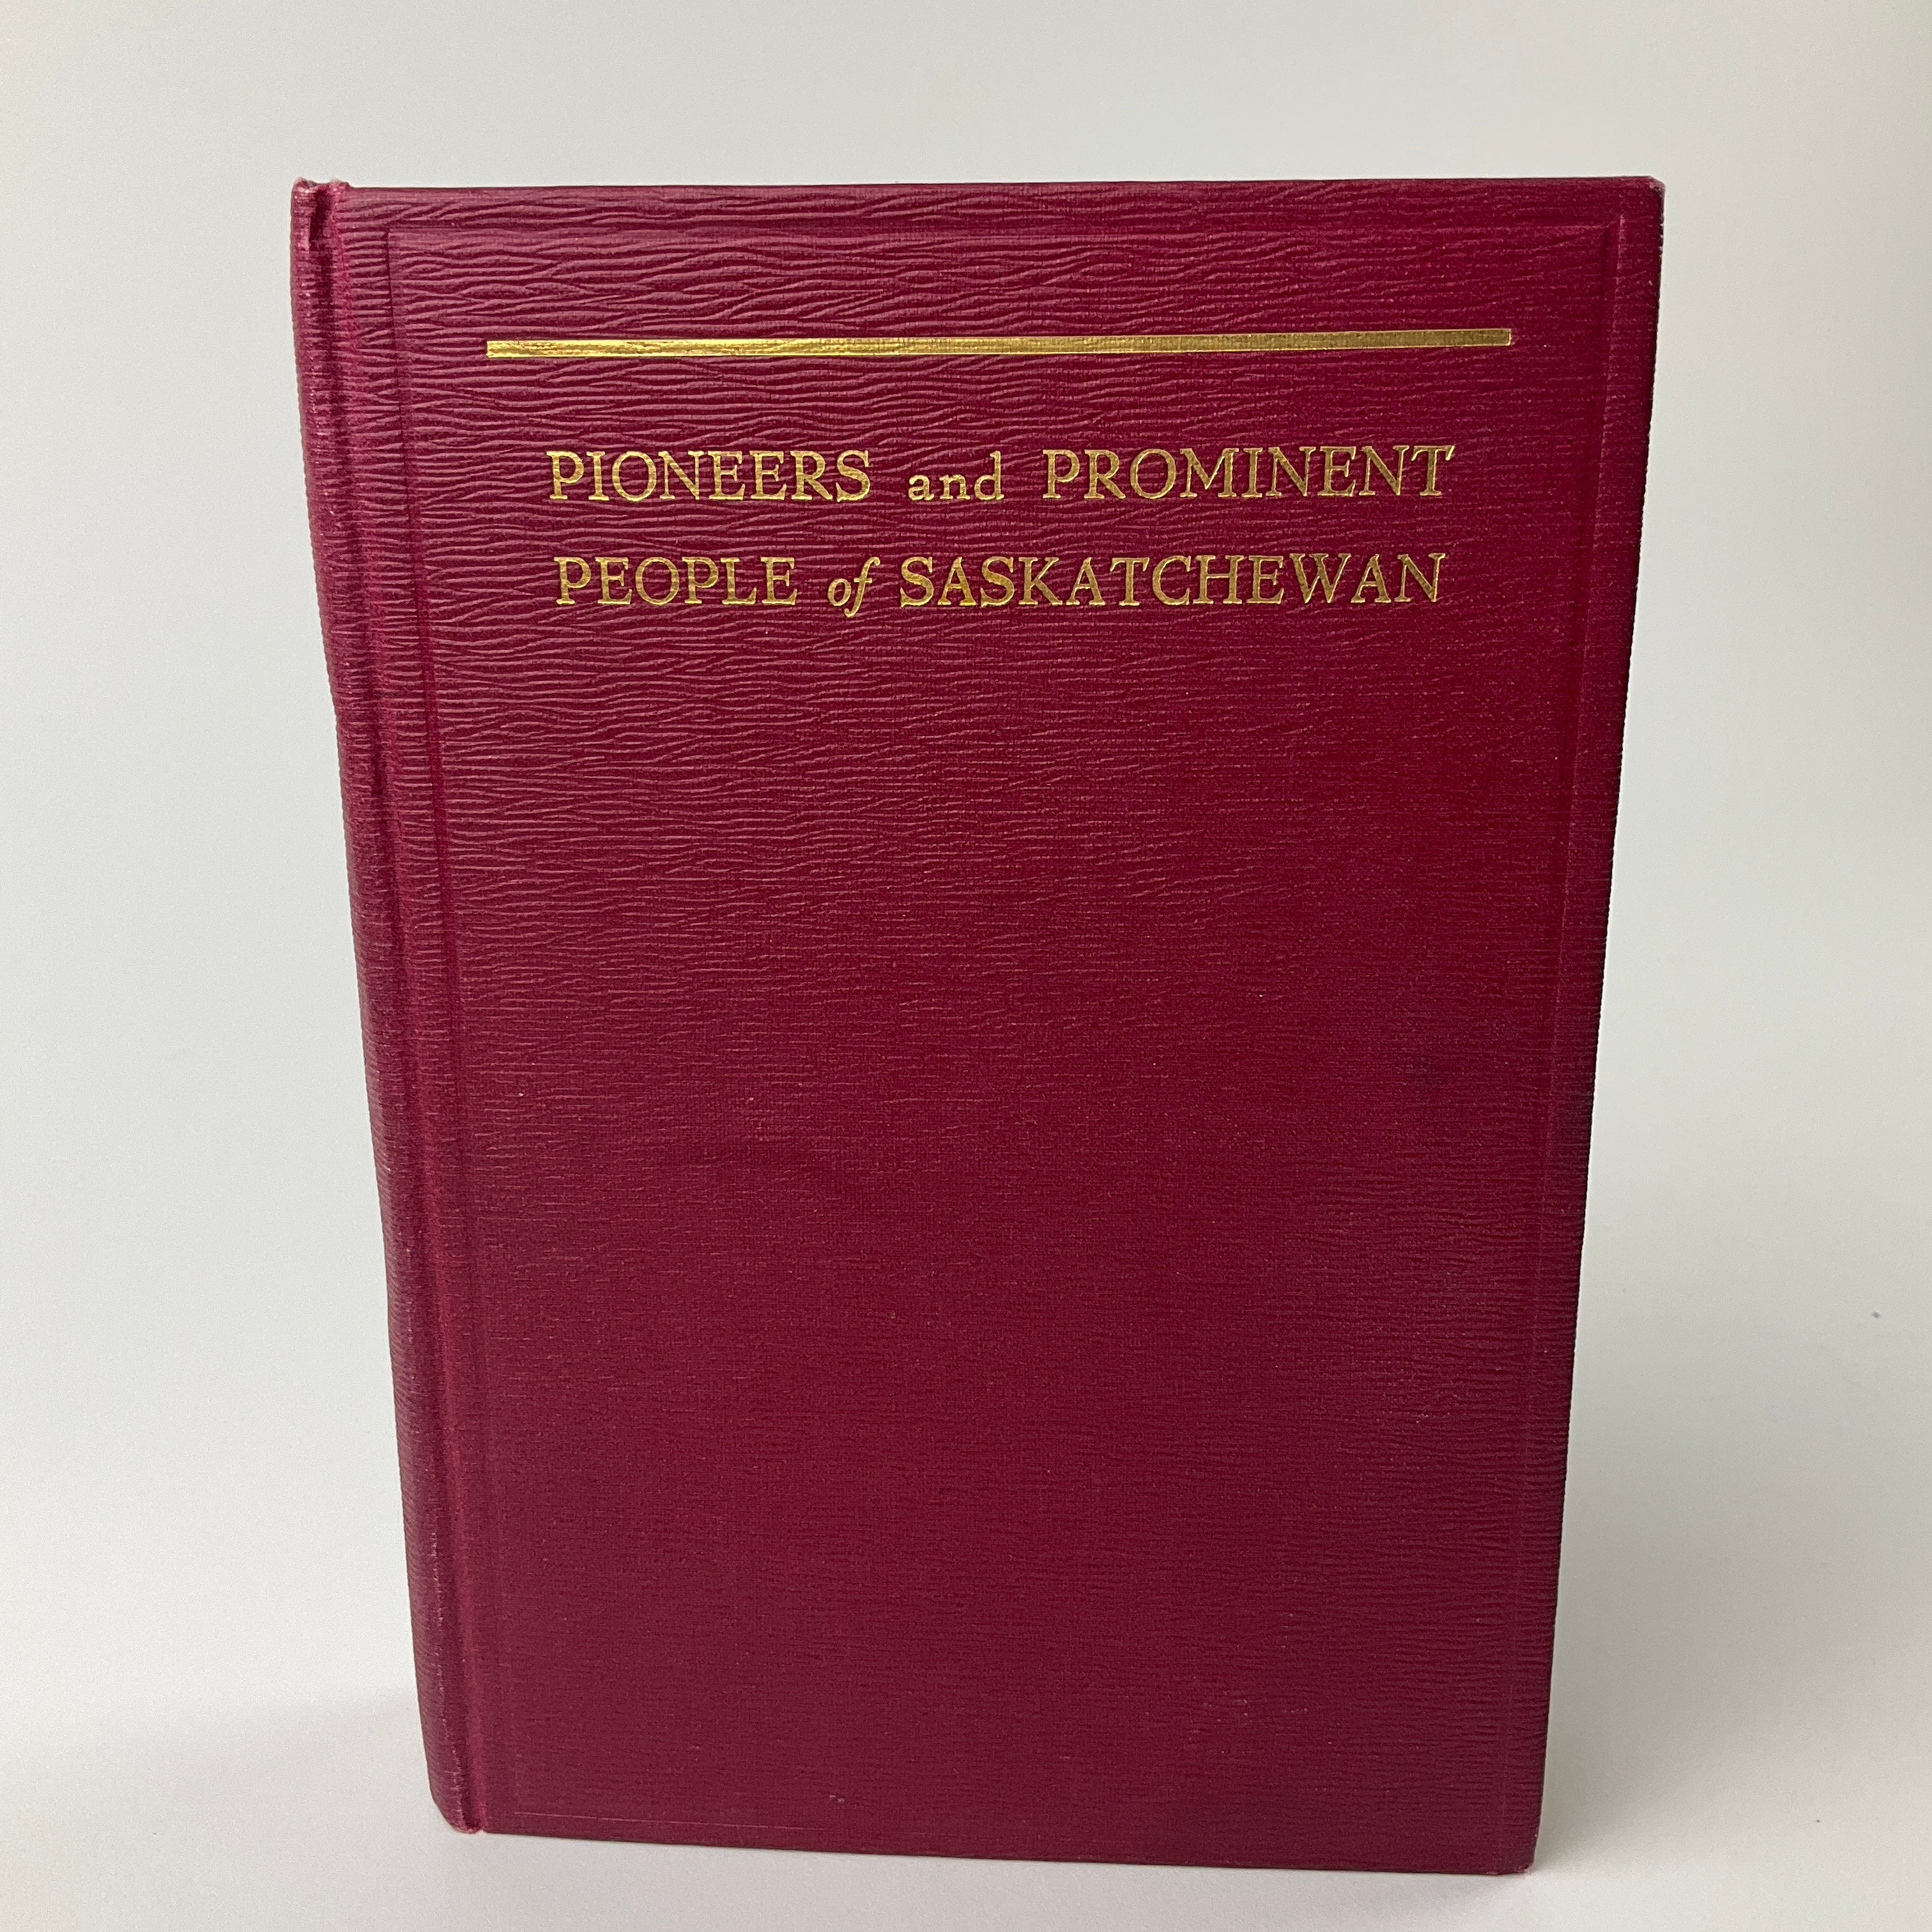 PIONEERS and PROMINENT
PEOPLE of SASKATCHEWAN